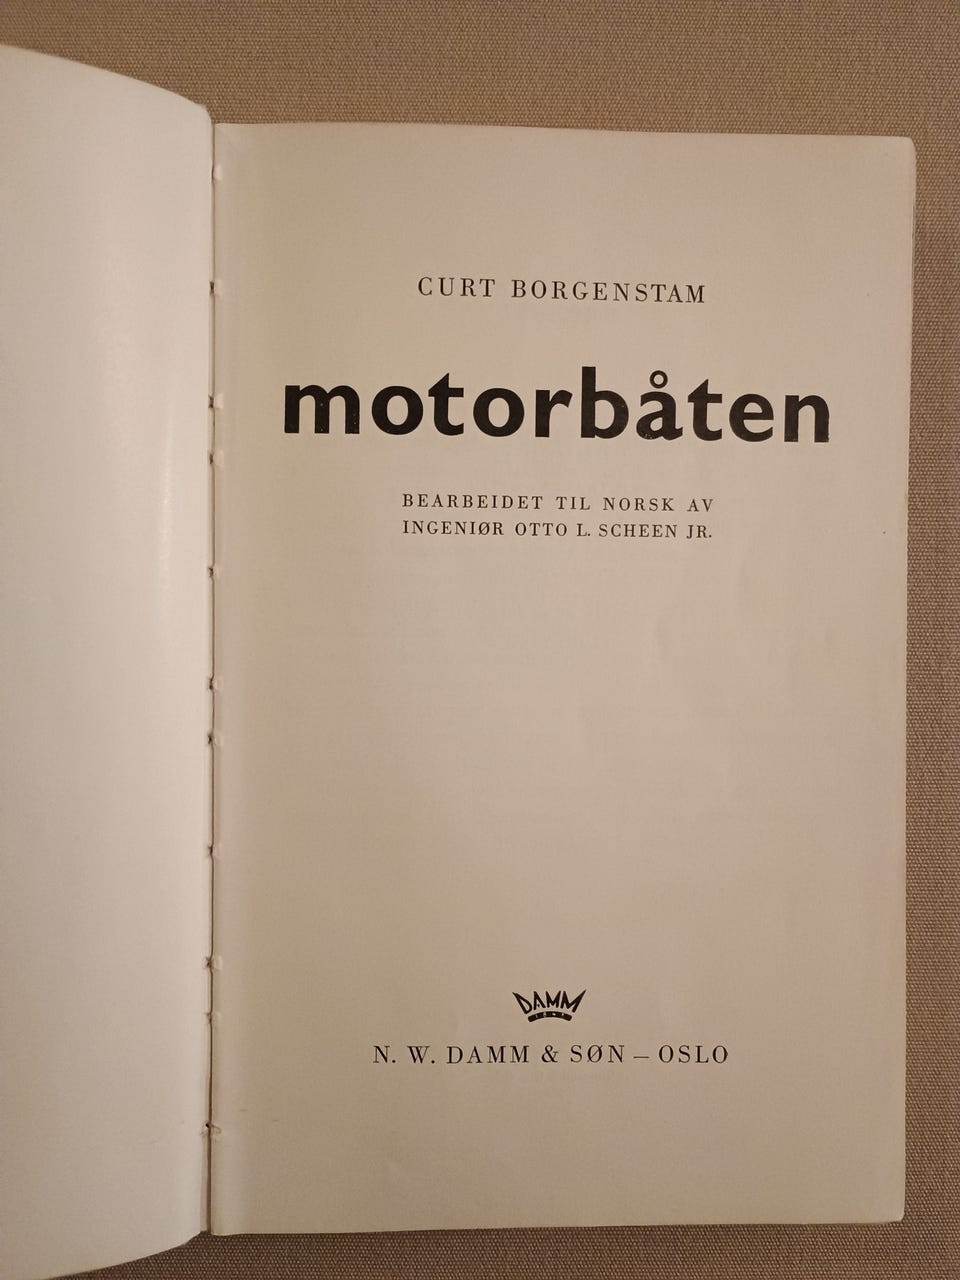 CURT BORGENSTAM
motorbåten
BEARBEIDET TIL NORSK AV
INGENIØR OTTO L. SCHEEN JR.
DAMM
N. W. DAMM & SØN – OSLO